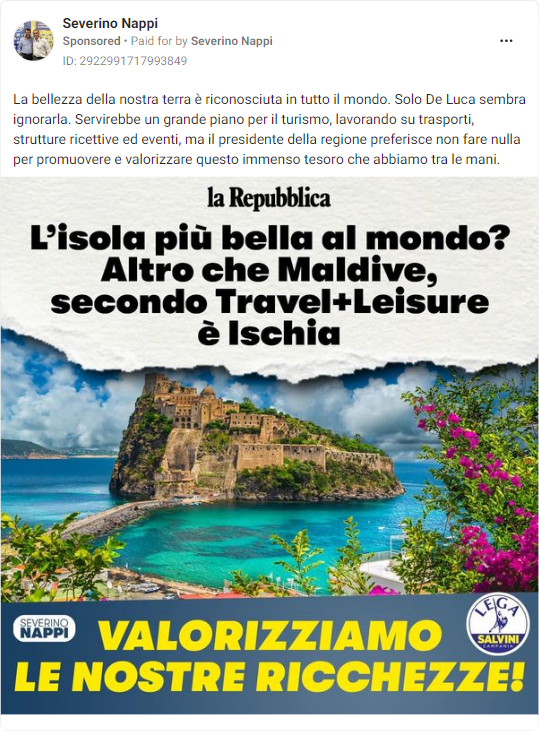 Severino Nappi
Sponsored • Paid for by Severino Nappi
ID: 2922991717993849
La bellezza della nostra terra è riconosciuta in tutto il mondo. Solo De Luca sembra
ignorarla. Servirebbe un grande piano per il turismo, lavorando su trasporti,
strutture ricettive ed eventi, ma il presidente della regione preferisce non fare nulla
per promuovere e valorizzare questo immenso tesoro che abbiamo tra le mani.
la Repubblica
L'isola più bella al mondo?
Altro che Maldive,
secondo Travel+Leisure
è Ischia
SEVERINO
NAPPI
VALORIZZIAMO
LE NOSTRE RICCHEZZE!
LEGA
SALVINI
CAMPANIA